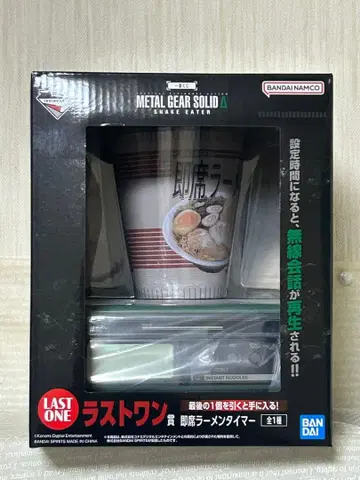 一番くじ
METAL GEAR SOLID Δ
SNAKE EATER
BANDAI NAMCO
設定時間になると、
無線会話が
再生される!!
即席ラー
INSTANT NOODLES
LAST ONE
最後の1個を引くと手に入る!
ラストワン賞
即席ラーメンタイマー
全1種
©Konami Digital Entertainment
©BANDAI SPIRITS MADE IN CHINA
BANDAI